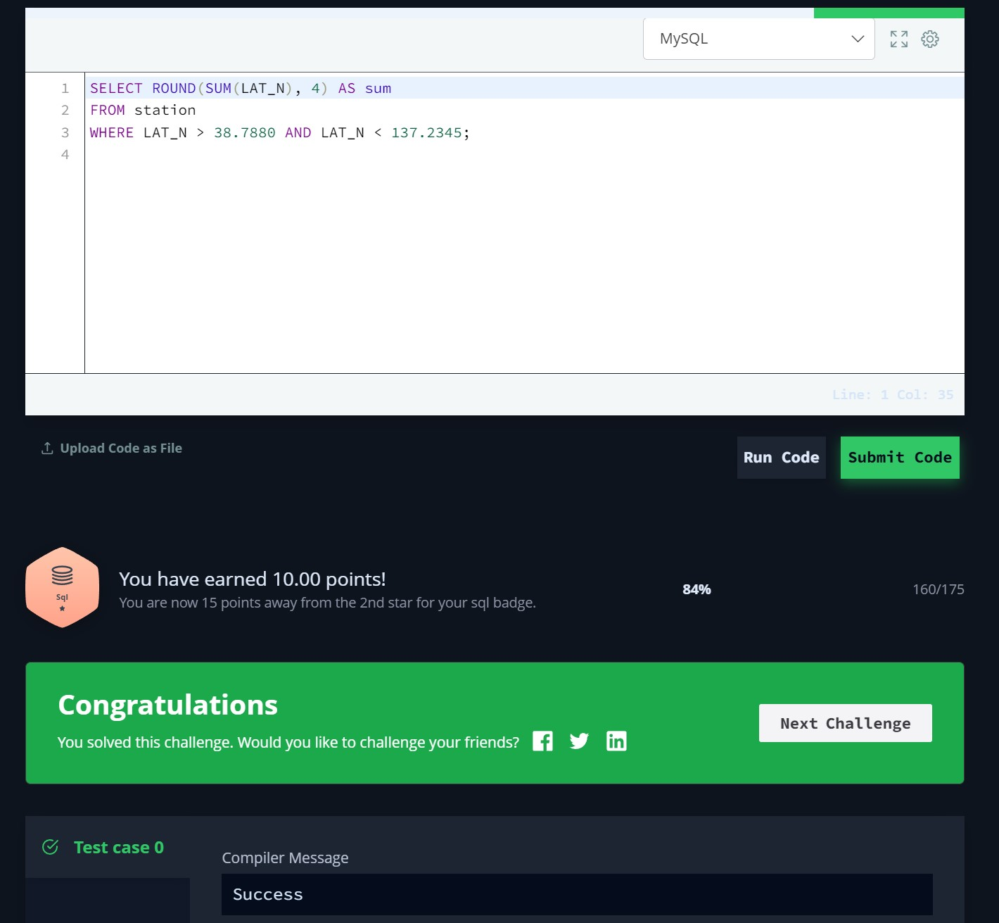 MySQL
1 SELECT ROUND(SUM(LAT_N), 4) AS sum
2 FROM station
3 WHERE LAT_N > 38.7880 AND LAT_N < 137.2345;
4
Line: 1 Col: 35
Upload Code as File
Run Code
Submit Code
Sql
You have earned 10.00 points!
You are now 15 points away from the 2nd star for your sql badge.
84%
160/175
Congratulations
You solved this challenge. Would you like to challenge your friends?
Next Challenge
Test case 0
Compiler Message
Success